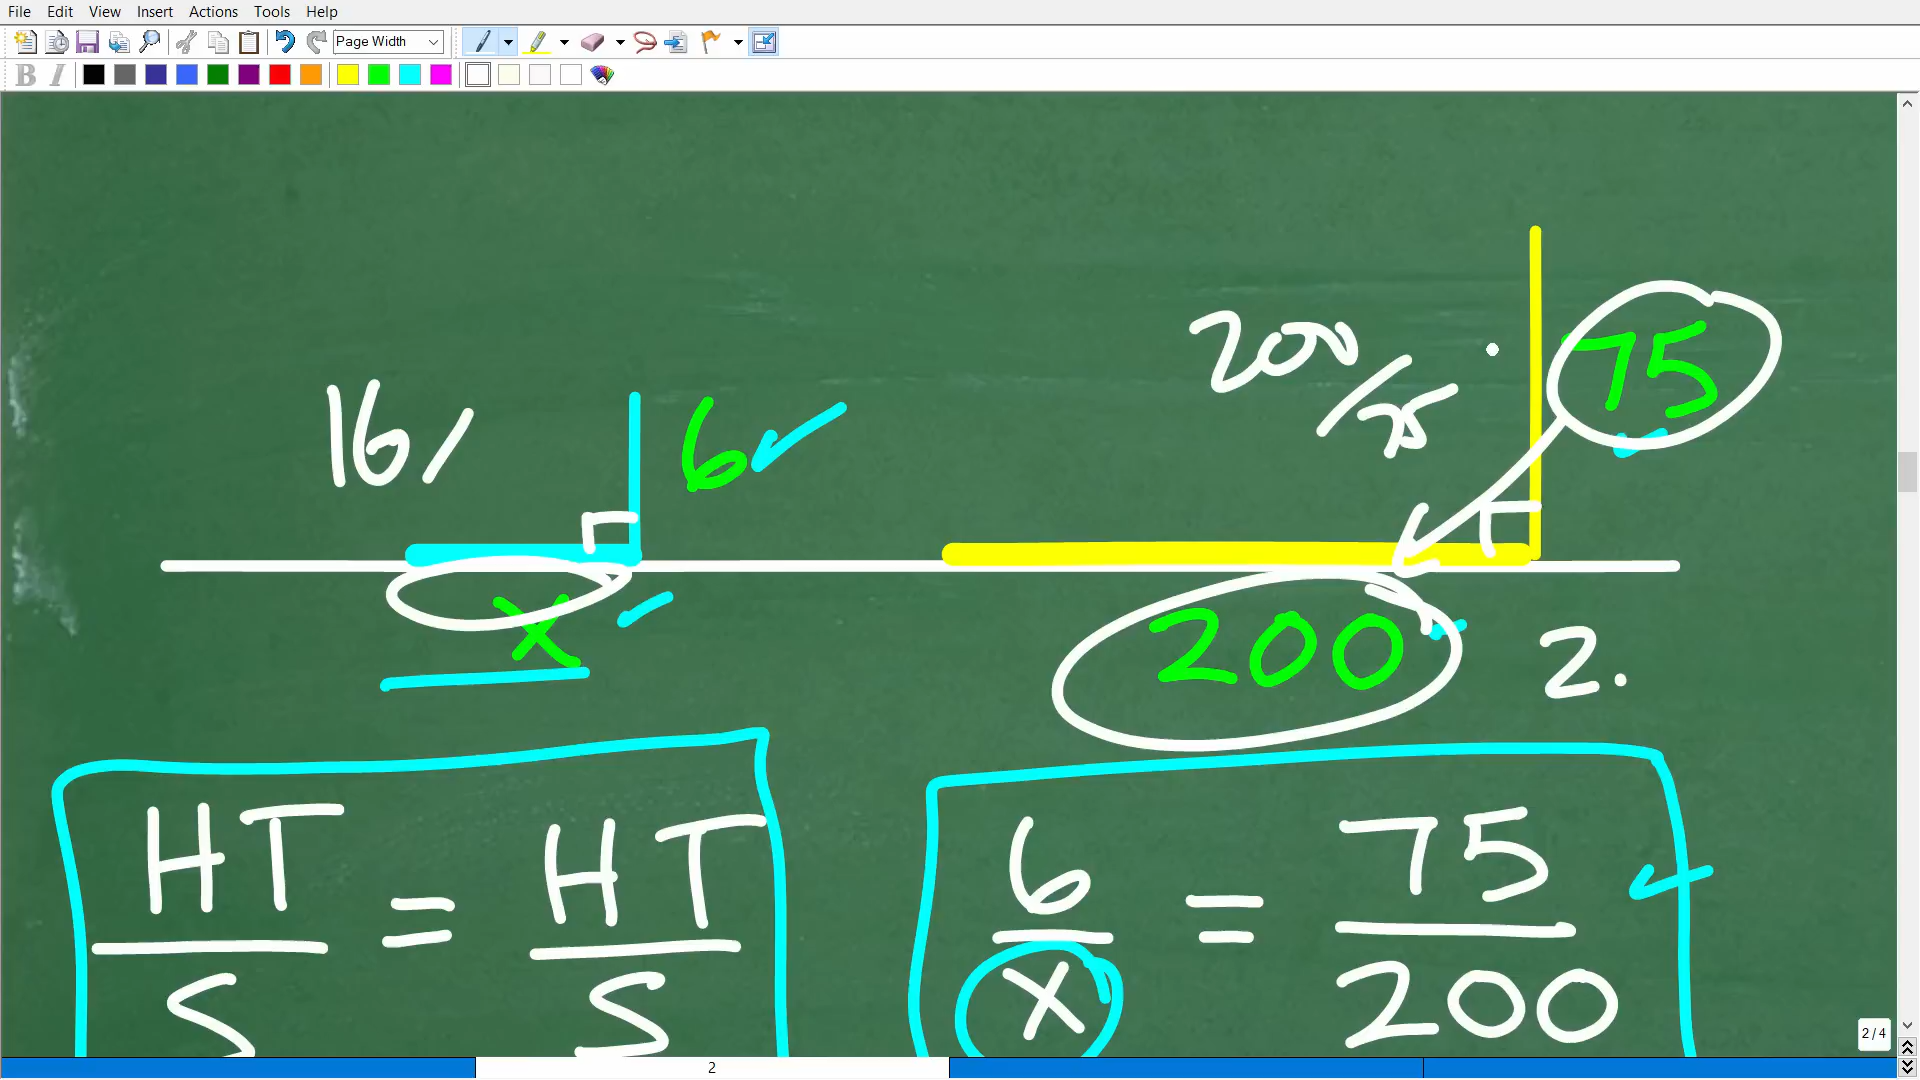 File Edit View Insert Actions Tools Help
Page Width
B I
200/75
75
16/
6
x
200
2.
HT/S = HT/S
6/x = 75/200
2/4
2